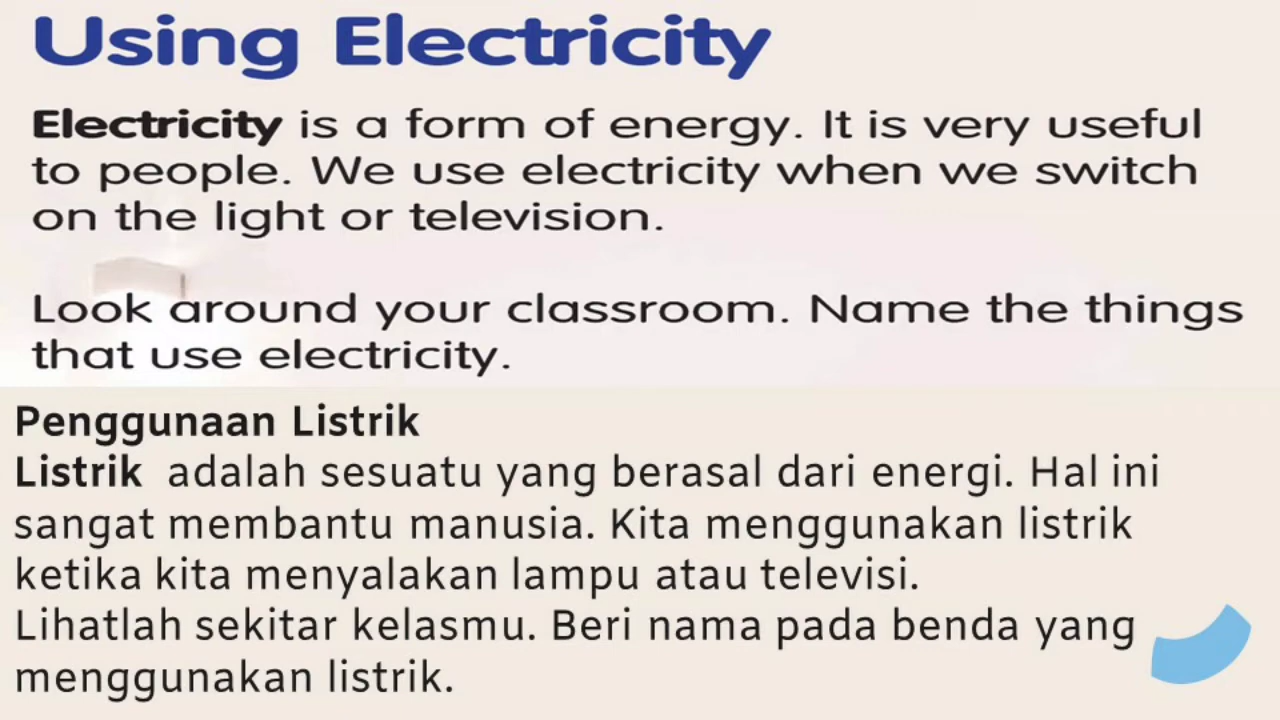 Using Electricity
Electricity is a form of energy. It is very useful
to people. We use electricity when we switch
on the light or television.
Look around your classroom. Name the things
that use electricity.
Penggunaan Listrik
Listrik adalah sesuatu yang berasal dari energi. Hal ini
sangat membantu manusia. Kita menggunakan listrik
ketika kita menyalakan lampu atau televisi.
Lihatlah sekitar kelasmu. Beri nama pada benda yang
menggunakan listrik.